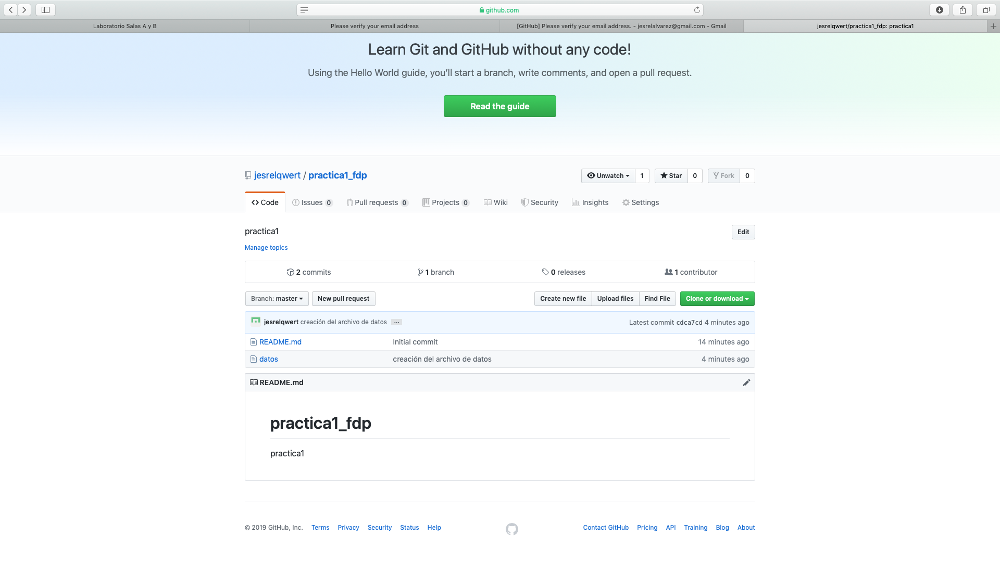 github.com
Laboratorio Salas A y B
Please verify your email address
[GitHub] Please verify your email address. - jesrelalvarez@gmail.com - Gmail
jesrelqwert/practica1_fdp: practica1
Learn Git and GitHub without any code!
Using the Hello World guide, you’ll start a branch, write comments, and open a pull request.
Read the guide
jesrelqwert / practica1_fdp
Unwatch 1 Star 0 Fork 0
Code Issues 0 Pull requests 0 Projects 0 Wiki Security Insights Settings
practica1
Edit
Manage topics
2 commits 1 branch 0 releases 1 contributor
Branch: master New pull request Create new file Upload files Find File Clone or download
jesrelqwert creación del archivo de datos ... Latest commit cdca7cd 4 minutes ago
README.md Initial commit 14 minutes ago
datos creación del archivo de datos 4 minutes ago
README.md
practica1_fdp
practica1
© 2019 GitHub, Inc. Terms Privacy Security Status Help Contact GitHub Pricing API Training Blog About